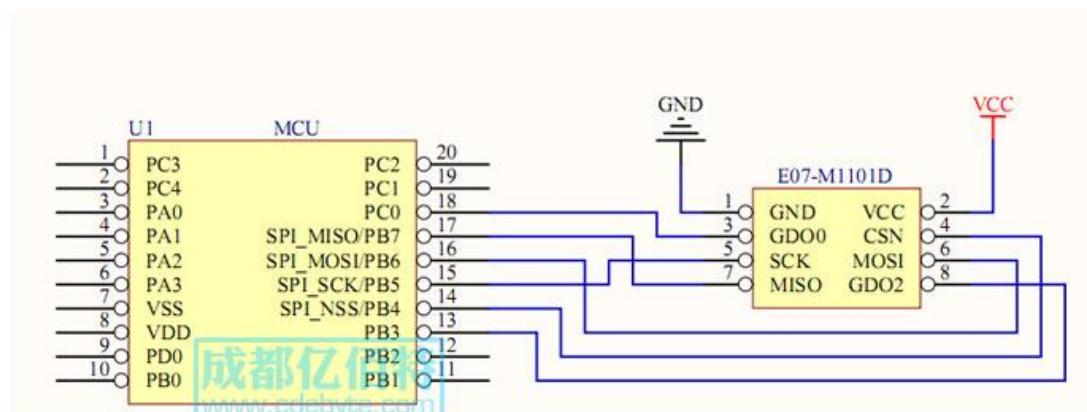 GND
VCC
U1 MCU
E07-M1101D
1 PC3 PC2 20
2 PC4 PC1 19
3 PA0 PC0 18
4 PA1 SPI_MISO/PB7 17
5 PA2 SPI_MOSI/PB6 16
6 PA3 SPI_SCK/PB5 15
7 VSS SPI_NSS/PB4 14
8 VDD PB3 13
9 PD0 PB2 12
10 PB0 PB1 11
1 GND VCC 2
3 GDO0 CSN 4
5 SCK MOSI 6
7 MISO GDO2 8
成都亿佰特
www.cdebyte.com